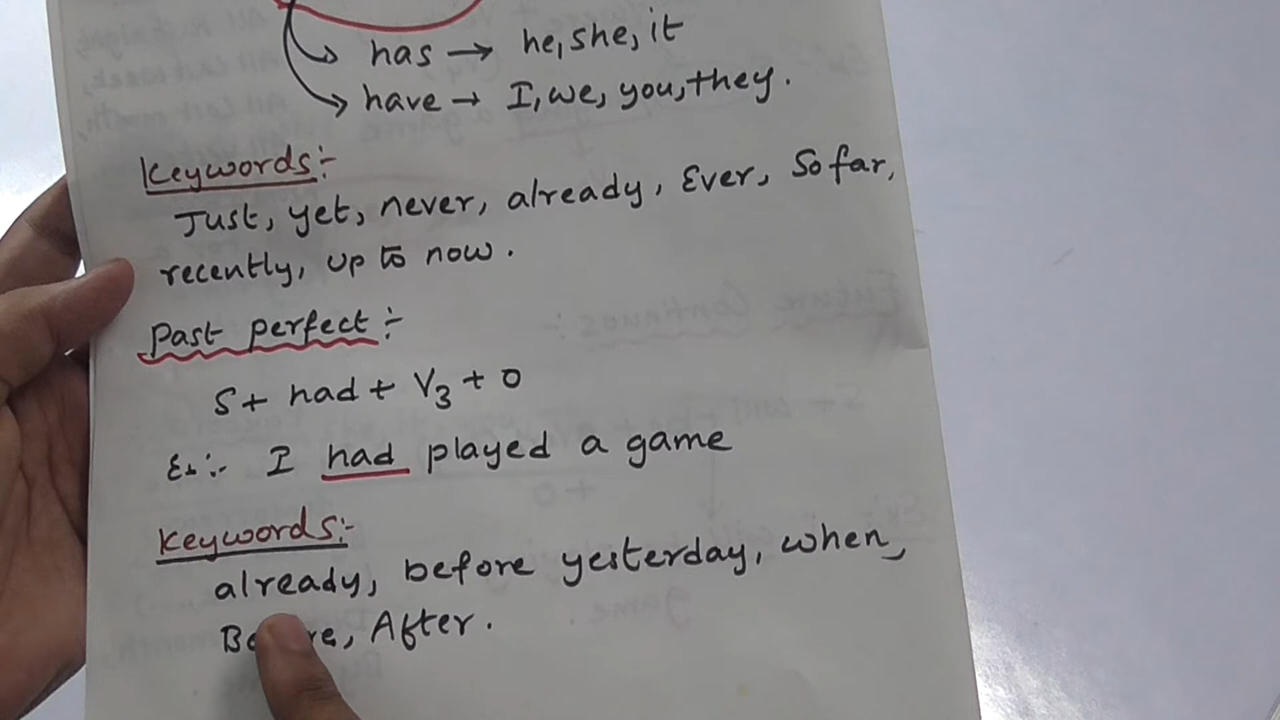 has → he, she, it
have → I, we, you, they.
Keywords:-
Just, yet, never, already, Ever, So far,
recently, up to now.
Past perfect :-
S + had + V3 + O
Ex:- I had played a game
Keywords:-
already, before yesterday, when,
After.